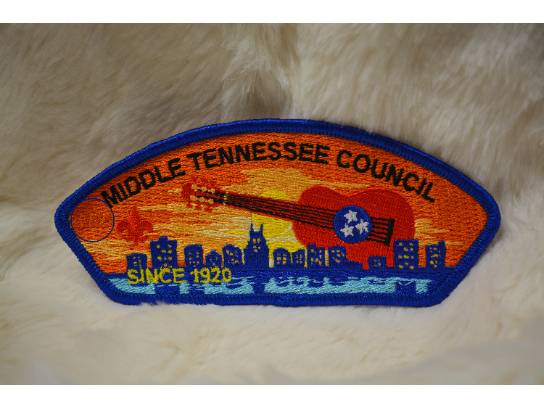 MIDDLE TENNESSEE COUNCIL
SINCE 1920